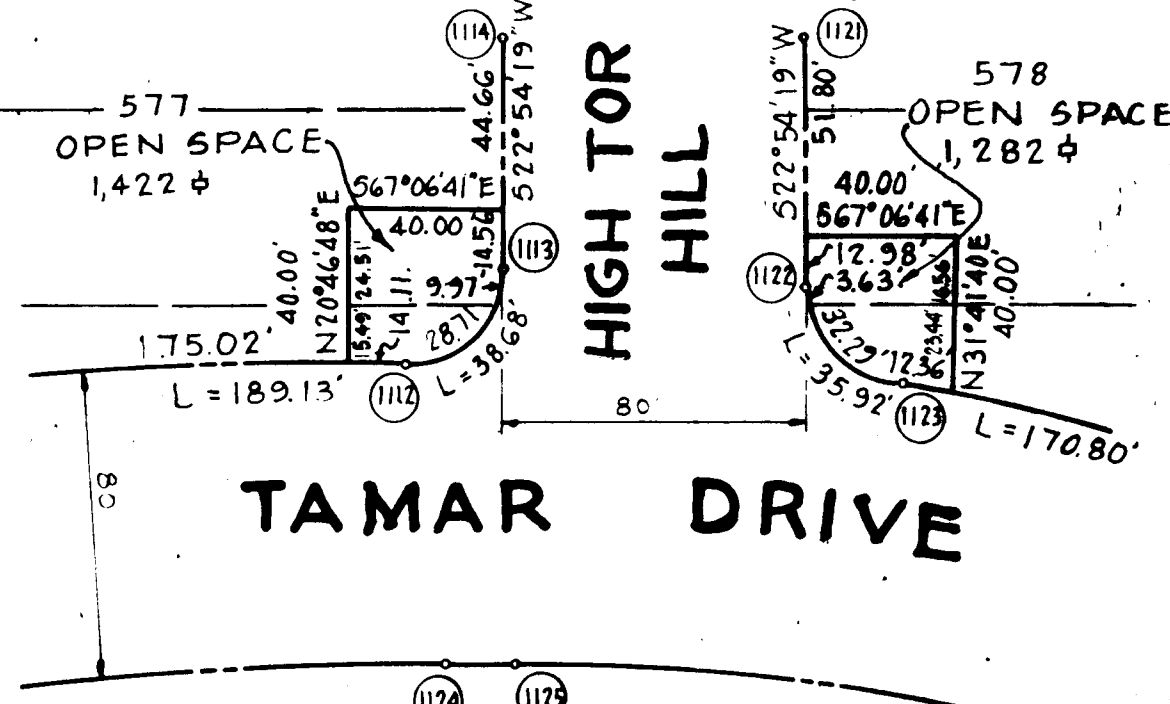 1114
44.66'
S22°54'19"W
577
OPEN SPACE
1,422 ⏀
S67°06'41"E
40.00
14.56
1113
9.97
N20°46'48"E
40.00'
24.51'
15.49'
14.11
28.71
L=38.68'
175.02'
L=189.13'
1112
HIGH TOR
HILL
1121
S22°54'19"W
51.80'
578
OPEN SPACE
1,282 ⏀
40.00'
S67°06'41"E
12.98'
3.63'
1122
16.56
23.44'
N31°41'40"E
40.00'
32.29'
12.36'
L=35.92'
1123
L=170.80'
80
80
TAMAR DRIVE
1124
1125